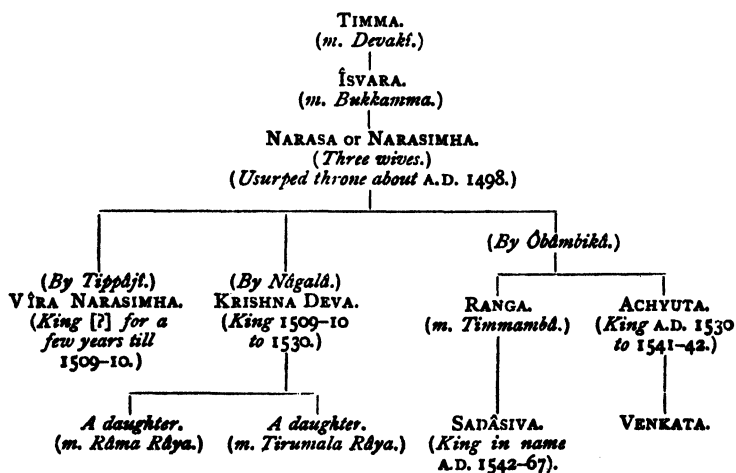 TIMMA.
(m. Devakî.)
ÎSVARA.
(m. Bukkamma.)
NARASA or NARASIMHA.
(Three wives.)
(Usurped throne about A.D. 1498.)
(By Ôbâmbikâ.)
(By Tippâjî.)
VÎRA NARASIMHA.
(King [?] for a
few years till
1509-10.)
(By Nâgalâ.)
KRISHNA DEVA.
(King 1509-10
to 1530.)
RANGA.
(m. Timmambâ.)
ACHYUTA.
(King A.D. 1530
to 1541-42.)
A daughter.
(m. Râma Râya.)
A daughter.
(m. Tirumala Râya.)
SADÂSIVA.
(King in name
A.D. 1542-67).
VENKATA.